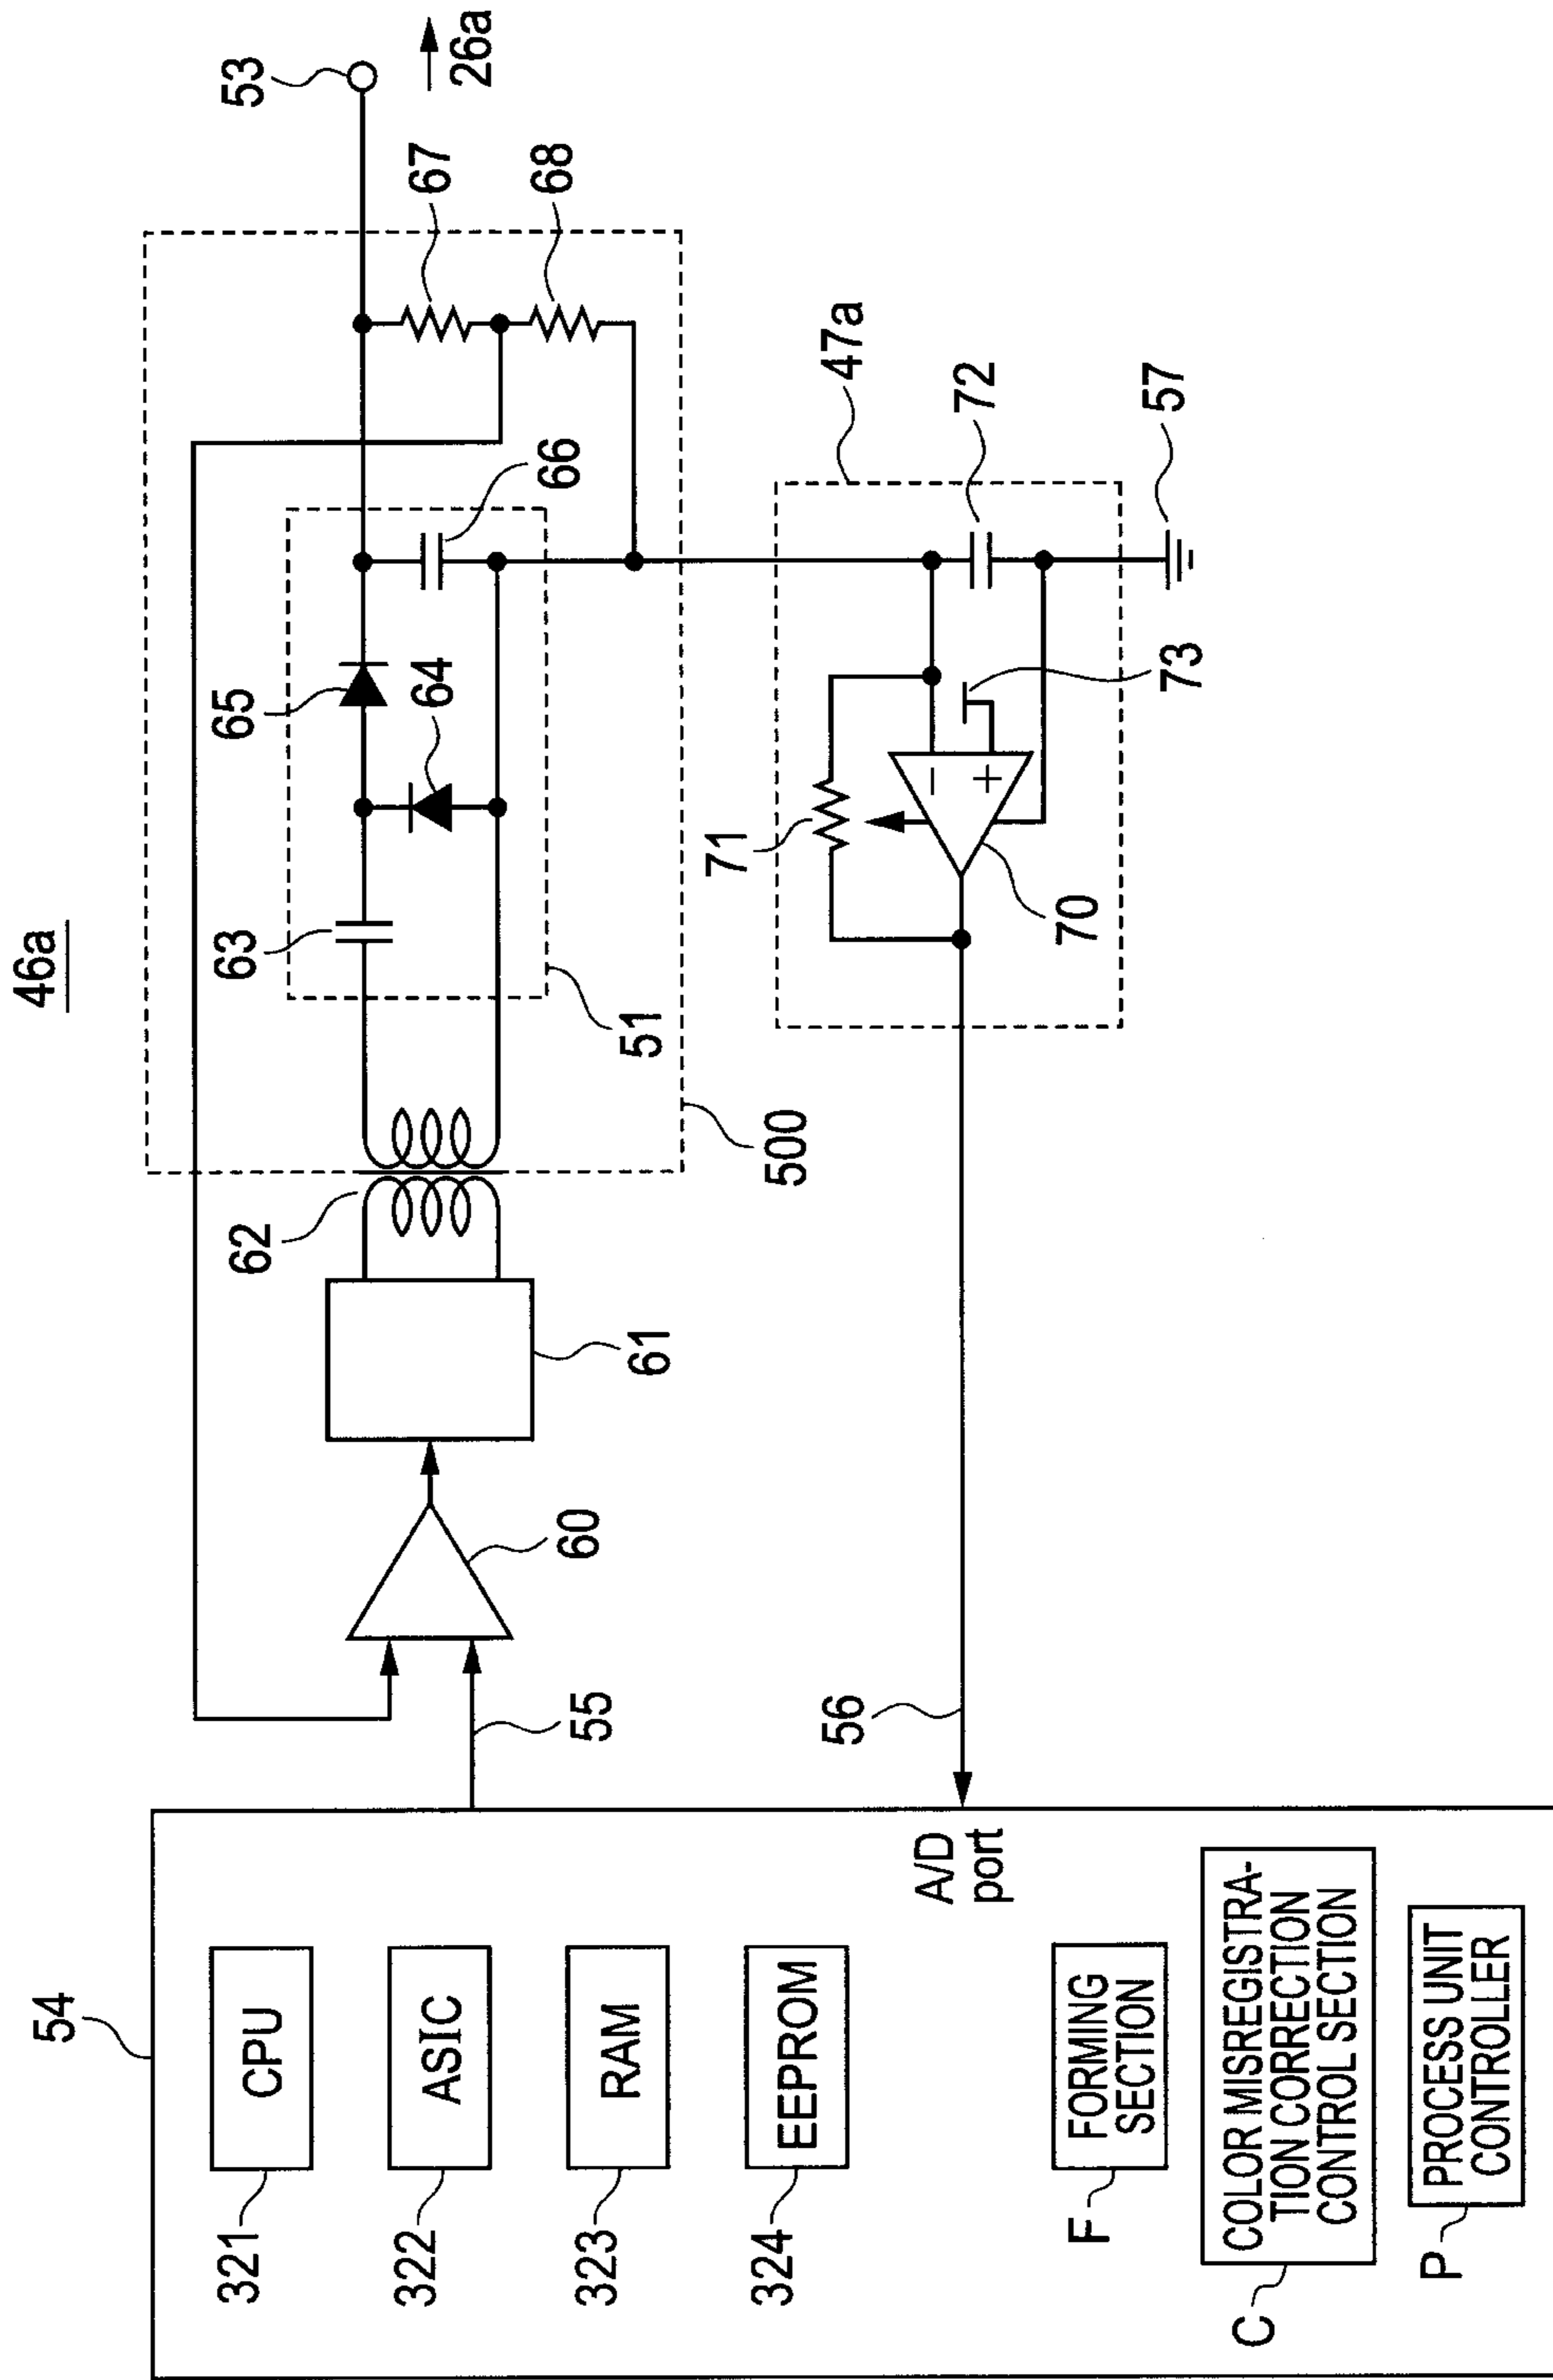 46a
54
321
CPU
322
ASIC
323
RAM
324
EEPROM
F
FORMING
SECTION
C
COLOR MISREGISTRA-
TION CORRECTION
CONTROL SECTION
P
PROCESS UNIT
CONTROLLER
A/D
port
55
56
60
61
62
500
51
63
64
65
66
67
68
53
26a
47a
70
71
72
73
57
−
+